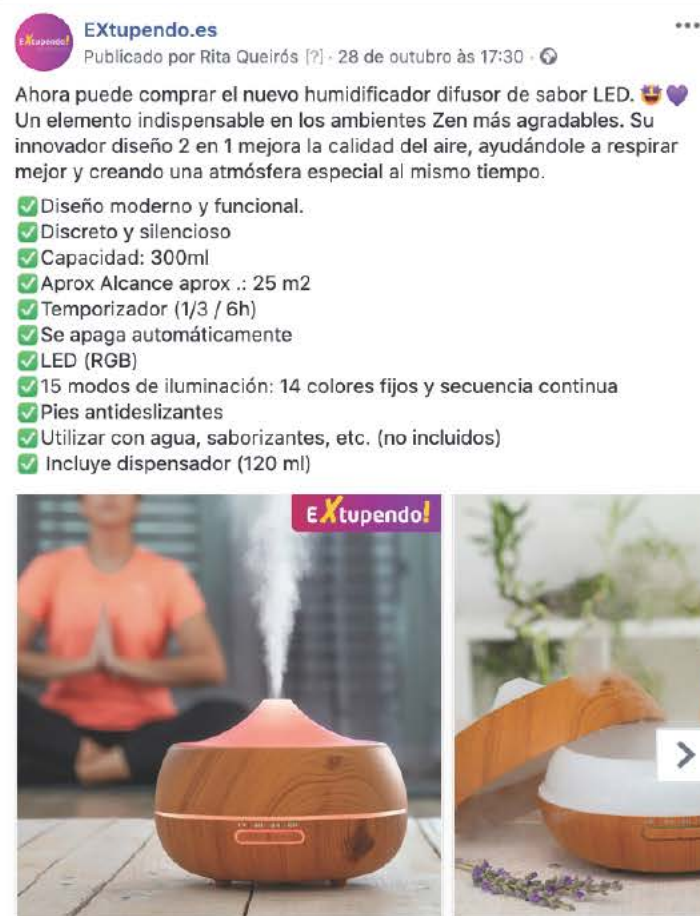 EXtupendo!
EXtupendo.es
Publicado por Rita Queirós [?] · 28 de outubro às 17:30 ·
Ahora puede comprar el nuevo humidificador difusor de sabor LED. 🤩💜
Un elemento indispensable en los ambientes Zen más agradables. Su
innovador diseño 2 en 1 mejora la calidad del aire, ayudándole a respirar
mejor y creando una atmósfera especial al mismo tiempo.
✅Diseño moderno y funcional.
✅Discreto y silencioso
✅Capacidad: 300ml
✅Aprox Alcance aprox .: 25 m2
✅Temporizador (1/3 / 6h)
✅Se apaga automáticamente
✅LED (RGB)
✅15 modos de iluminación: 14 colores fijos y secuencia continua
✅Pies antideslizantes
✅Utilizar con agua, saborizantes, etc. (no incluidos)
✅ Incluye dispensador (120 ml)
EXtupendo!